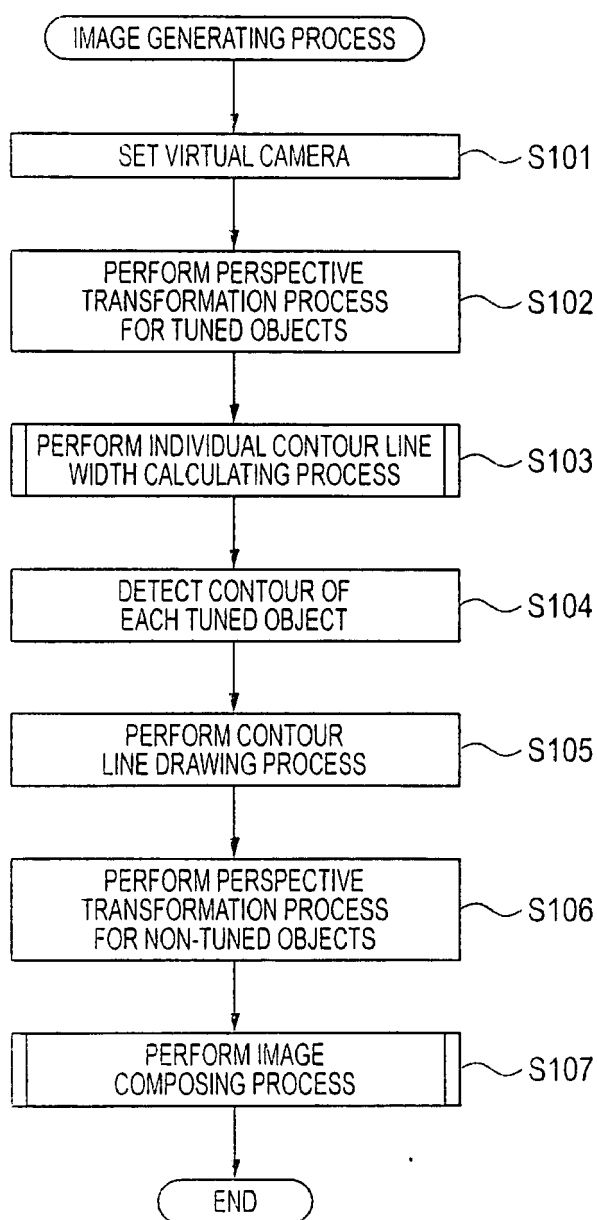 IMAGE GENERATING PROCESS
SET VIRTUAL CAMERA
S101
PERFORM PERSPECTIVE
TRANSFORMATION PROCESS
FOR TUNED OBJECTS
S102
PERFORM INDIVIDUAL CONTOUR LINE
WIDTH CALCULATING PROCESS
S103
DETECT CONTOUR OF
EACH TUNED OBJECT
S104
PERFORM CONTOUR
LINE DRAWING PROCESS
S105
PERFORM PERSPECTIVE
TRANSFORMATION PROCESS
FOR NON-TUNED OBJECTS
S106
PERFORM IMAGE
COMPOSING PROCESS
S107
END